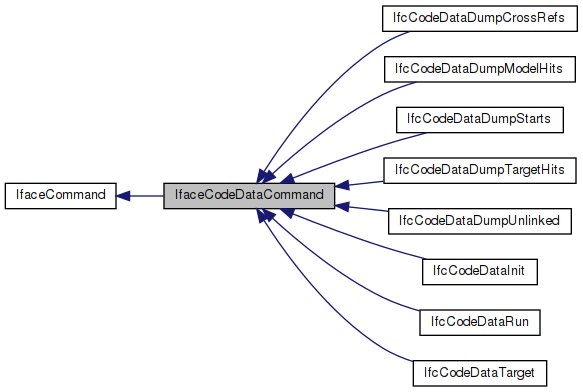 IfcCodeDataDumpCrossRefs
IfcCodeDataDumpModelHits
IfcCodeDataDumpStarts
IfcCodeDataDumpTargetHits
IfaceCommand
IfaceCodeDataCommand
IfcCodeDataDumpUnlinked
IfcCodeDataInit
IfcCodeDataRun
IfcCodeDataTarget